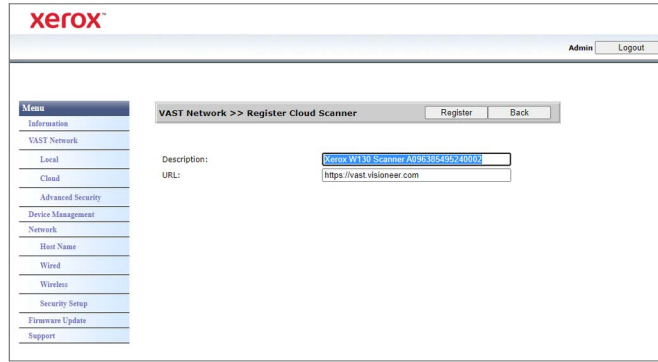 xerox™
Admin Logout
Menu
Information
VAST Network
Local
Cloud
Advanced Security
Device Management
Network
Host Name
Wired
Wireless
Security Setup
Firmware Update
Support
VAST Network >> Register Cloud Scanner Register Back
Description: Xerox W130 Scanner A096385495240002
URL: https://vast.visioneer.com